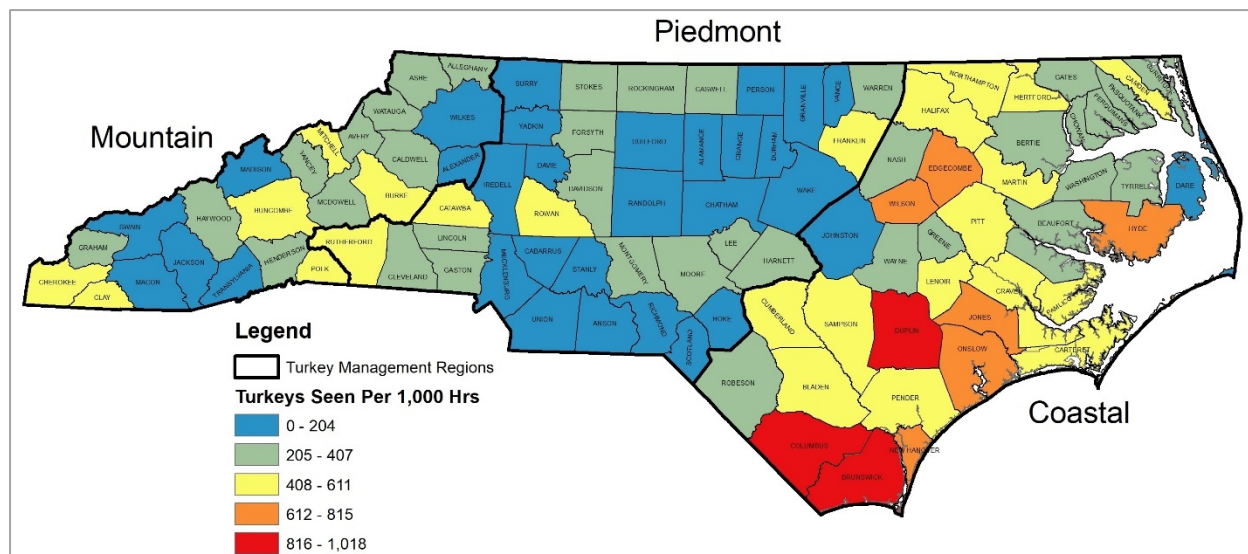 Piedmont
Mountain
Coastal
ASHE
ALLEGHANY
SURRY
STOKES
ROCKINGHAM
CASWELL
PERSON
GRANVILLE
VANCE
WARREN
NORTHAMPTON
GATES
CAMDEN
PASQUOTANK
PERQUIMANS
CHOWAN
HERTFORD
HALIFAX
WATAUGA
WILKES
YADKIN
FORSYTH
GUILFORD
ALAMANCE
ORANGE
DURHAM
FRANKLIN
NASH
EDGECOMBE
BERTIE
MITCHELL
AVERY
CALDWELL
ALEXANDER
DAVIE
IREDELL
DAVIDSON
RANDOLPH
CHATHAM
WAKE
WILSON
MARTIN
WASHINGTON
TYRRELL
DARE
MADISON
YANCEY
MCDOWELL
BURKE
CATAWBA
ROWAN
JOHNSTON
GREENE
PITT
BEAUFORT
HYDE
HAYWOOD
BUNCOMBE
SWAIN
GRAHAM
JACKSON
HENDERSON
RUTHERFORD
POLK
CLEVELAND
LINCOLN
GASTON
MECKLENBURG
CABARRUS
STANLY
MONTGOMERY
MOORE
LEE
HARNETT
WAYNE
LENOIR
CRAVEN
PAMLICO
CHEROKEE
CLAY
MACON
TRANSYLVANIA
UNION
ANSON
RICHMOND
SCOTLAND
HOKE
CUMBERLAND
SAMPSON
DUPLIN
JONES
ONSLOW
CARTERET
ROBESON
BLADEN
PENDER
COLUMBUS
BRUNSWICK
NEW HANOVER
Legend
Turkey Management Regions
Turkeys Seen Per 1,000 Hrs
0 - 204
205 - 407
408 - 611
612 - 815
816 - 1,018